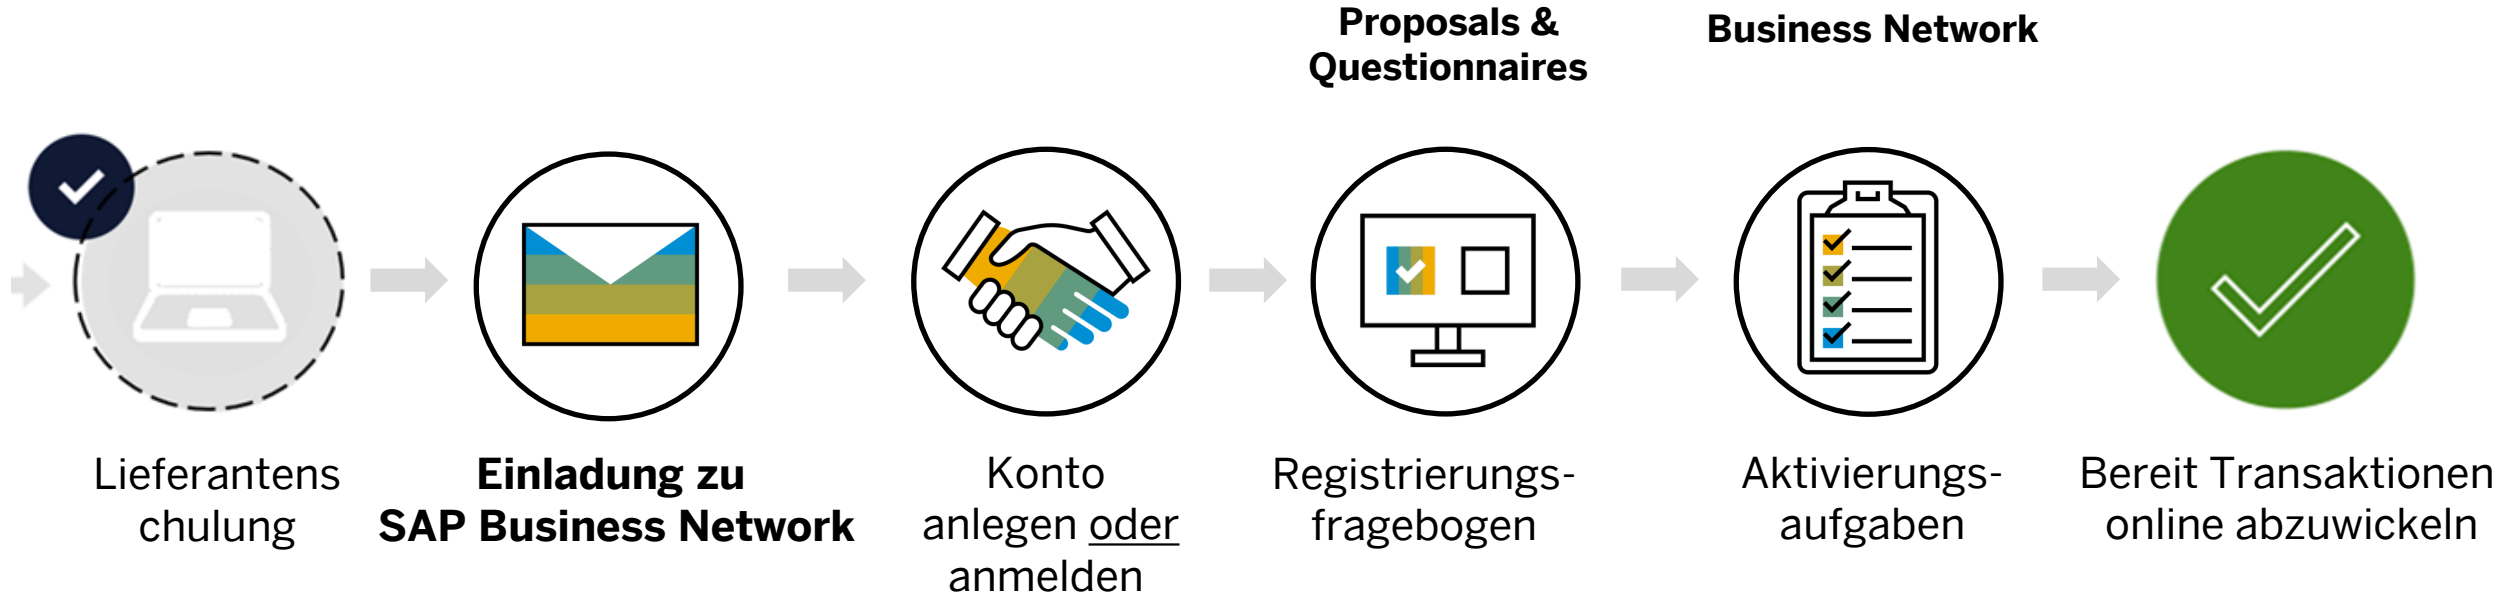 Proposals &
Questionnaires
Business Network
Lieferantens
chulung
Einladung zu
SAP Business Network
Konto
anlegen oder
anmelden
Registrierungs-
fragebogen
Aktivierungs-
aufgaben
Bereit Transaktionen
online abzuwickeln